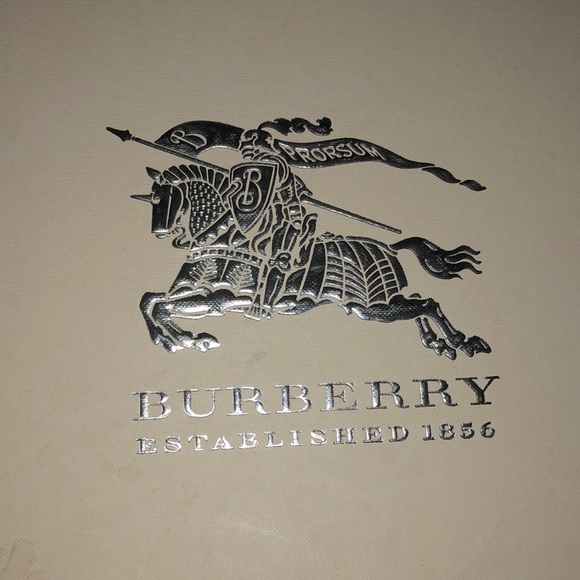 B
PRORSUM
B
BURBERRY
ESTABLISHED 1856